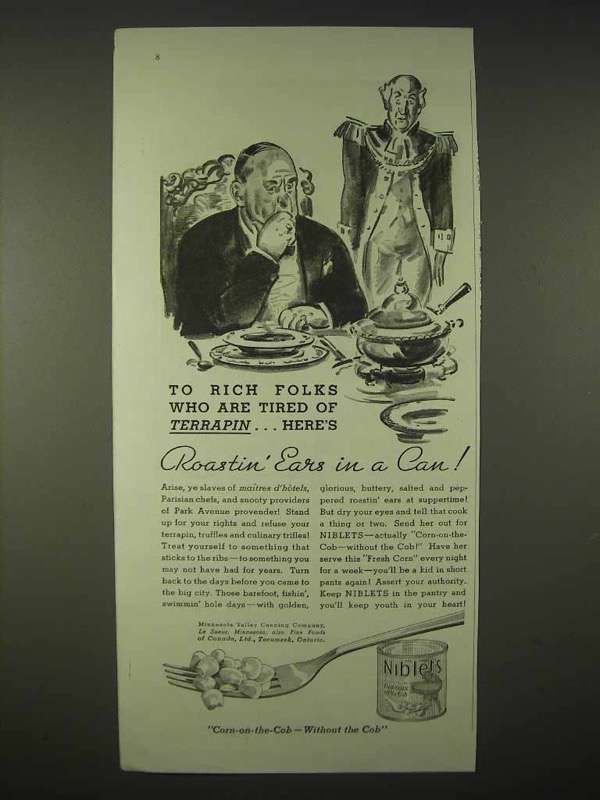 8
TO RICH FOLKS
WHO ARE TIRED OF
TERRAPIN... HERE'S
Roastin' Ears in a Can!
Arise, ye slaves of maitres d'hôtels,
Parisian chefs, and snooty providers
of Park Avenue provender! Stand
up for your rights and refuse your
terrapin, truffles and culinary trifles!
Treat yourself to something that
sticks to the ribs—to something you
may not have had for years. Turn
back to the days before you came to
the big city. Those barefoot, fishin',
swimmin' hole days—with golden,
glorious, buttery, salted and pep-
pered roastin' ears at suppertime!
But dry your eyes and tell that cook
a thing or two. Send her out for
NIBLETS—actually "Corn-on-the-
Cob—without the Cob!" Have her
serve this "Fresh Corn" every night
for a week—you'll be a kid in short
pants again! Assert your authority.
Keep NIBLETS in the pantry and
you'll keep youth in your heart!
Minnesota Valley Canning Company,
Le Sueur, Minnesota; also Fine Foods
of Canada, Ltd., Tecumseh, Ontario.
Niblets
"Corn-on-the-Cob—Without the Cob"